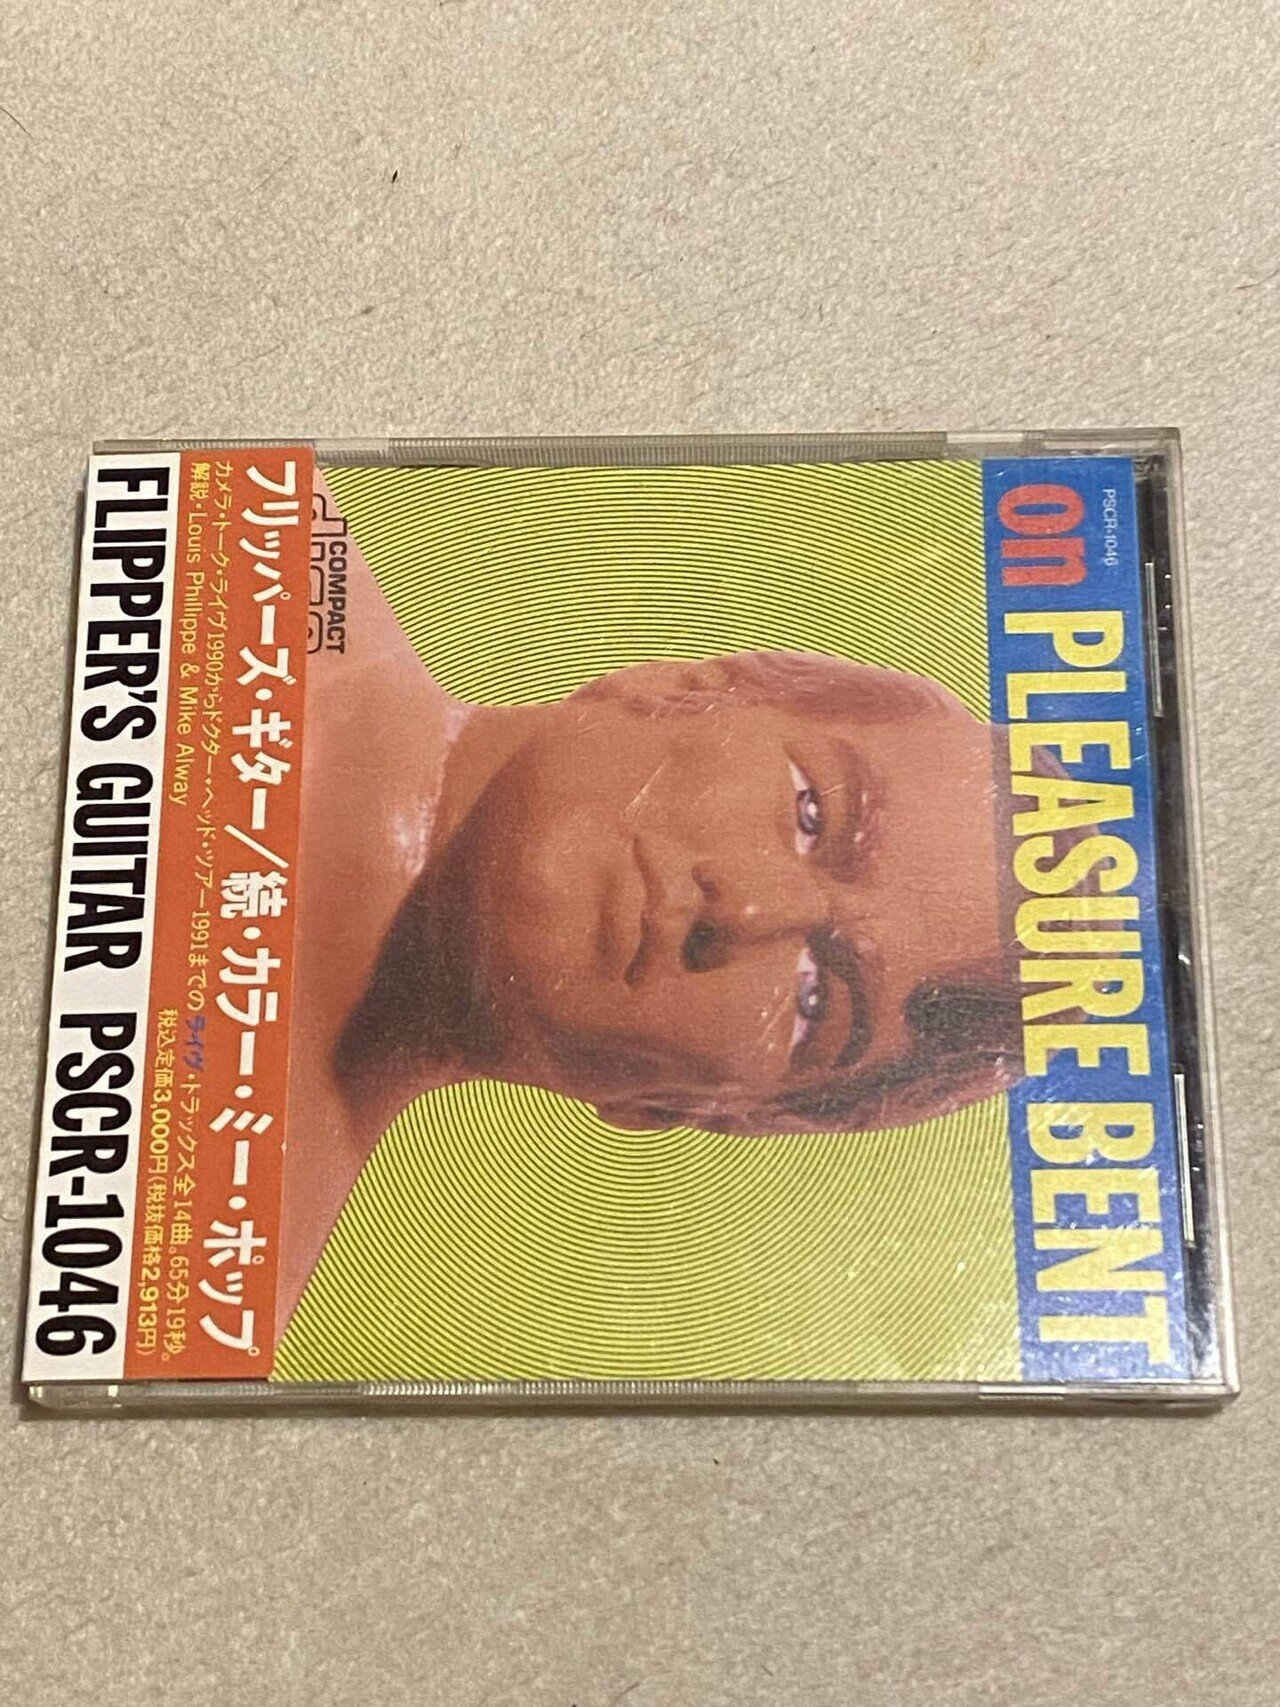 PSCR-1046
on PLEASURE BENT
COMPACT
disc
フリッパーズ・ギター/続・カラー・ミー・ポップ
カメラ・トーク・ライヴ1990からドクター・ヘッド・ツアー1991までのライヴ・トラックス全14曲。65分19秒。
解説・Louis Phillippe & Mike Alway
税込定価3,000円(税抜価格2,913円)
FLIPPER'S GUITAR PSCR-1046